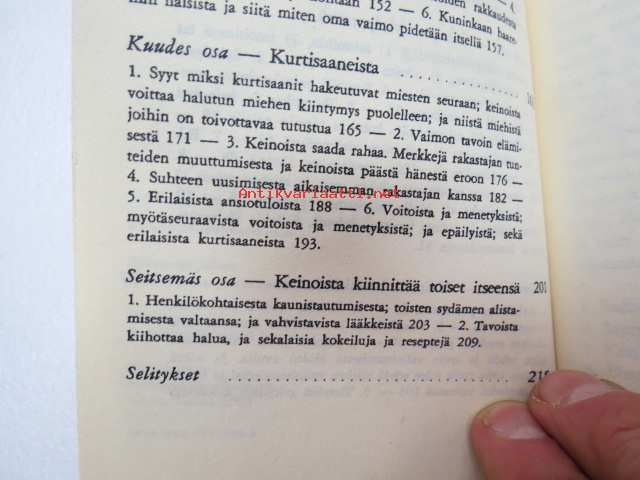 152 — 6. Kuninkaan haare-
min naisista ja siitä miten oma vaimo pidetään itsellä 157.
Kuudes osa — Kurtisaaneista
1. Syyt miksi kurtisaanit hakeutuvat miesten seuraan; keinoista
voittaa halutun miehen kiintymys puolelleen; ja niistä miehistä
joihin on toivottavaa tutustua 165 — 2. Vaimon tavoin elämi-
sestä 171 — 3. Keinoista saada rahaa. Merkkejä rakastajan tun-
teiden muuttumisesta ja keinoista päästä hänestä eroon 176 —
4. Suhteen uusimisesta aikaisemman rakastajan kanssa 182 —
Antikvariaatti.net
5. Erilaisista ansiotuloista 188 — 6. Voitoista ja menetyksistä;
myötäseuraavista voitoista ja menetyksistä; ja epäilyistä; sekä
erilaisista kurtisaaneista 193.
Seitsemäs osa — Keinoista kiinnittää toiset itseensä 201
1. Henkilökohtaisesta kaunistautumisesta; toisten sydämen alista-
misesta valtaansa; ja vahvistavista lääkkeistä 203 — 2. Tavoista
kiihottaa halua, ja sekalaisia kokeiluja ja reseptejä 209.
Selitykset